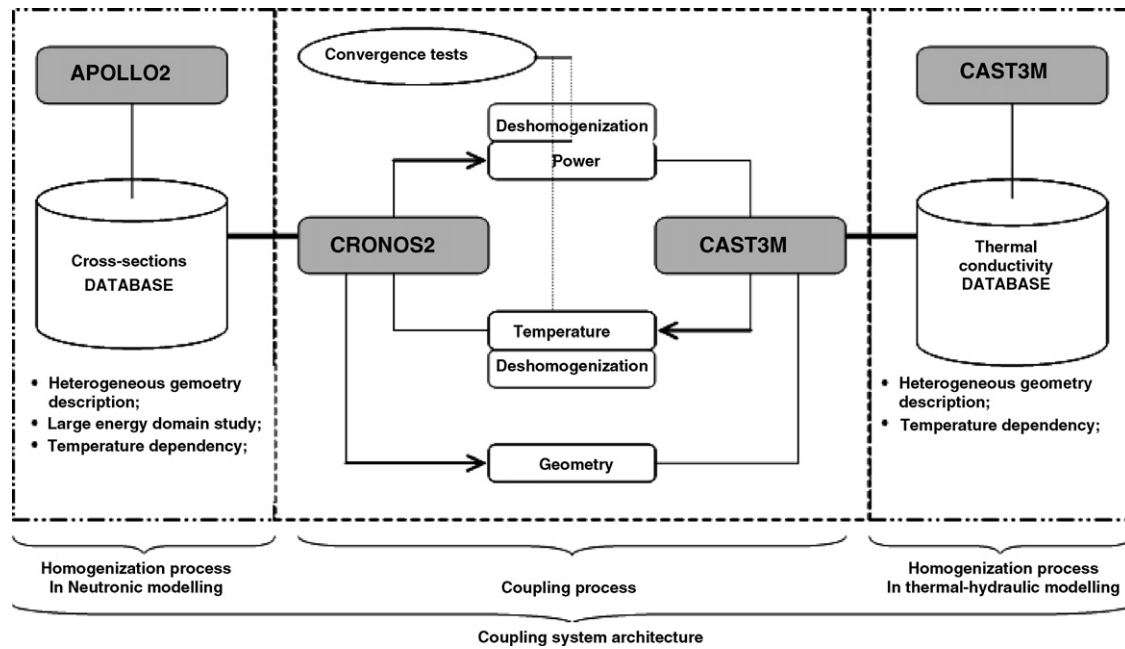 APOLLO2
Cross-sections
DATABASE
• Heterogeneous gemoetry
description;
• Large energy domain study;
• Temperature dependency;
Convergence tests
Deshomogenization
Power
CRONOS2
CAST3M
Temperature
Deshomogenization
Geometry
CAST3M
Thermal
conductivity
DATABASE
• Heterogeneous geometry
description;
• Temperature dependency;
Homogenization process
In Neutronic modelling
Coupling process
Homogenization process
In thermal-hydraulic modelling
Coupling system architecture